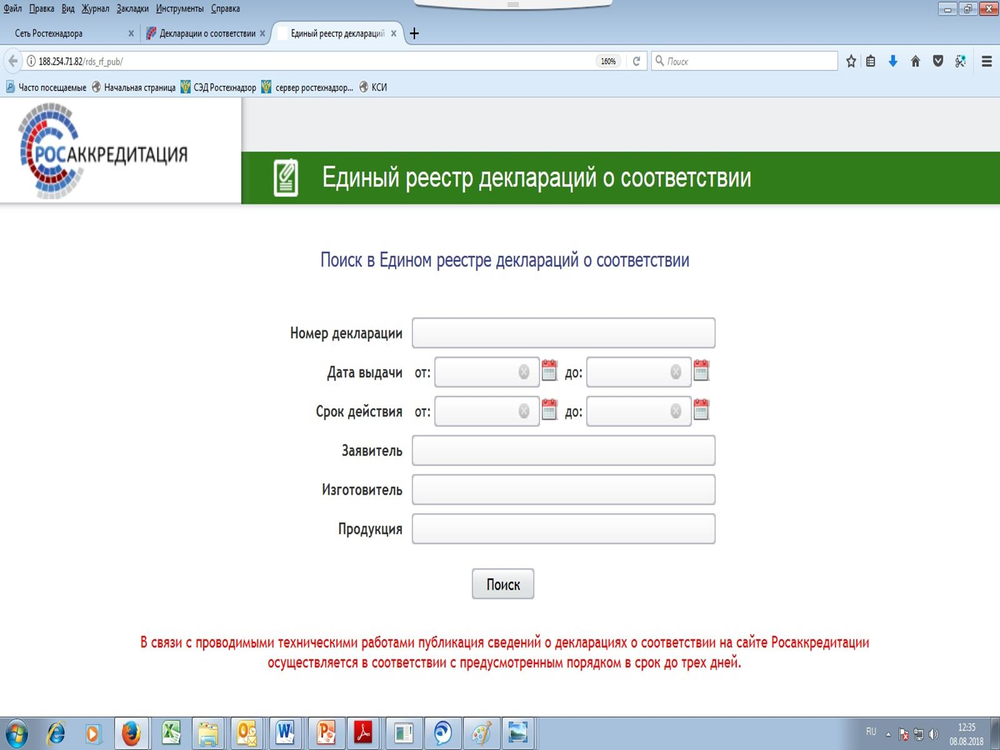 Файл Правка Вид Журнал Закладки Инструменты Справка
Сеть Ростехнадзора
Декларации о соответствии
Единый реестр деклараций
188.254.71.82/rds_rf_pub/
160%
Поиск
Часто посещаемые Начальная страница СЭД Ростехнадзор сервер ростехнадзор... КСИ
РОСАККРЕДИТАЦИЯ
Единый реестр деклараций о соответствии
Поиск в Едином реестре деклараций о соответствии
Номер декларации
Дата выдачи от: до:
Срок действия от: до:
Заявитель
Изготовитель
Продукция
Поиск
В связи с проводимыми техническими работами публикация сведений о декларациях о соответствии на сайте Росаккредитации
осуществляется в соответствии с предусмотренным порядком в срок до трех дней.
RU
12:35
08.08.2018